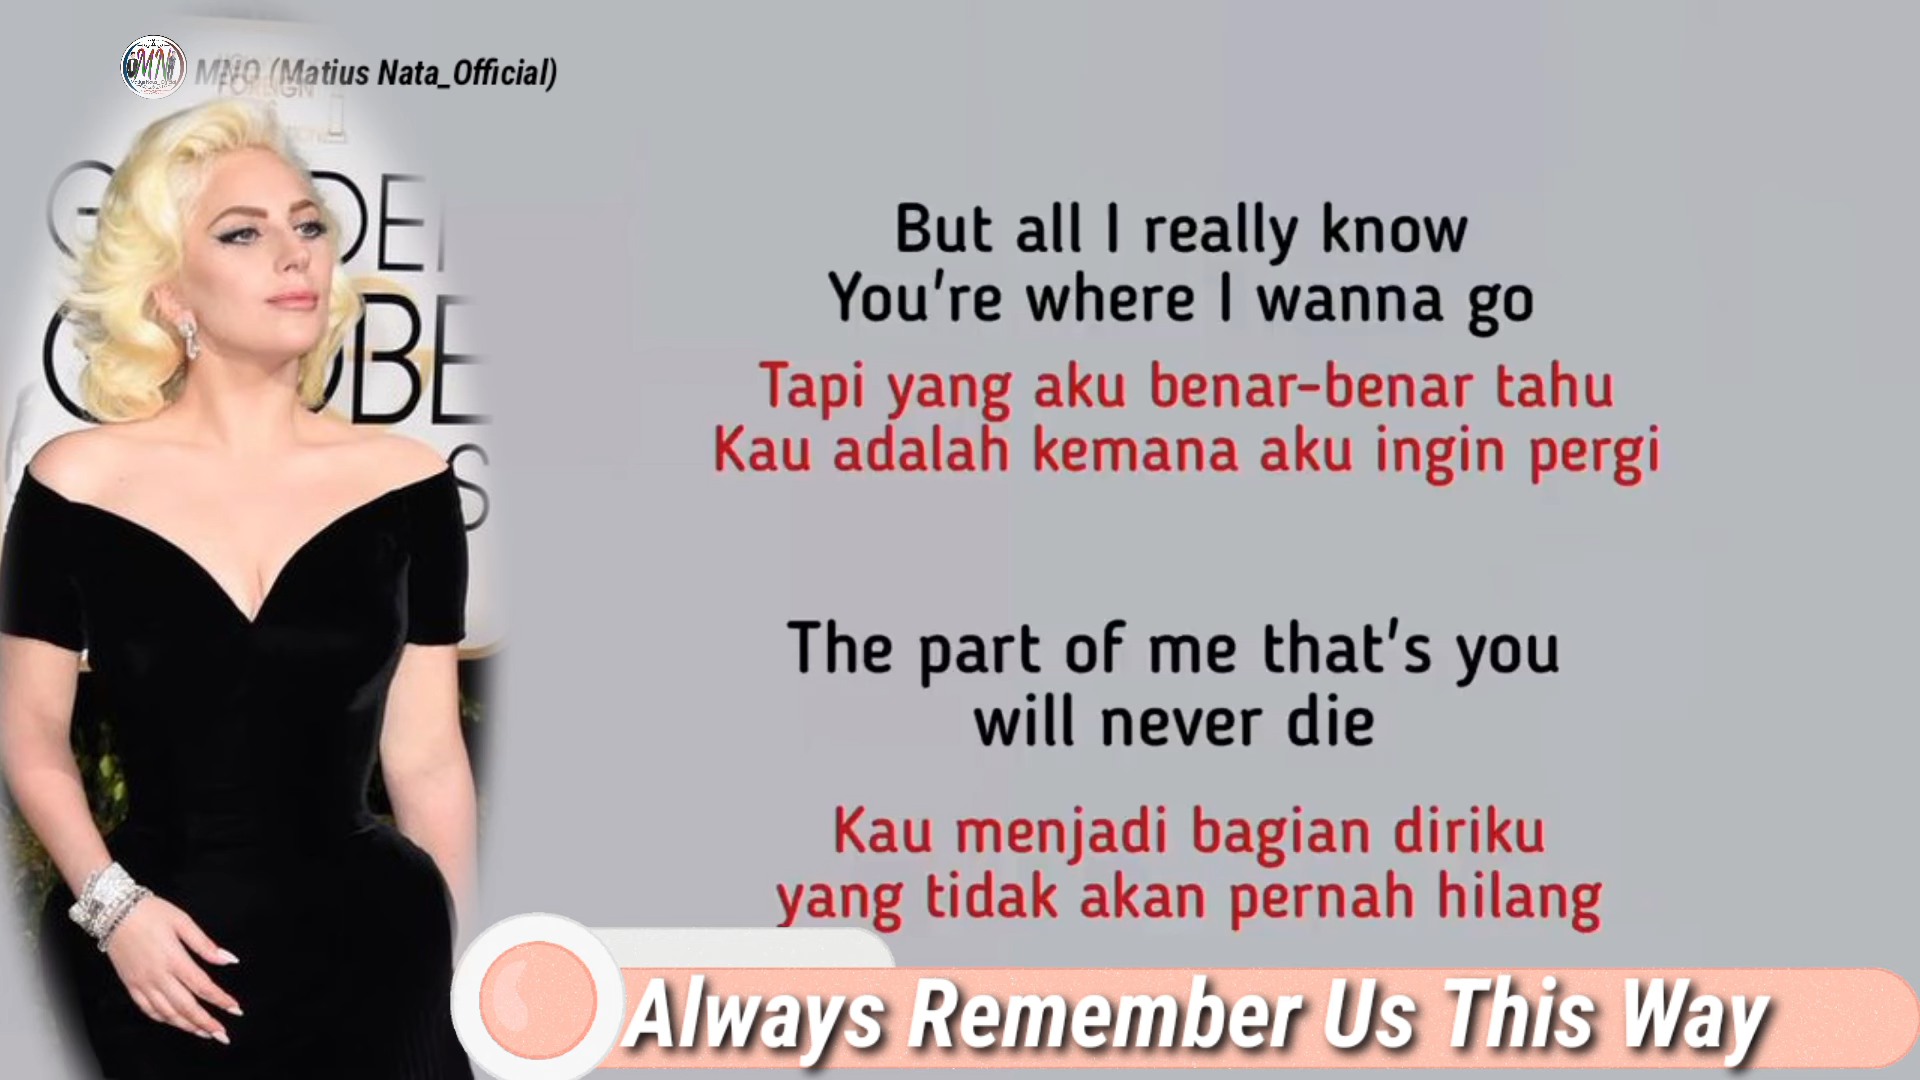 MNO (Matius Nata_Official)
FOREIGN
But all I really know
You're where I wanna go
Tapi yang aku benar-benar tahu
Kau adalah kemana aku ingin pergi
The part of me that's you
will never die
Kau menjadi bagian diriku
yang tidak akan pernah hilang
Always Remember Us This Way